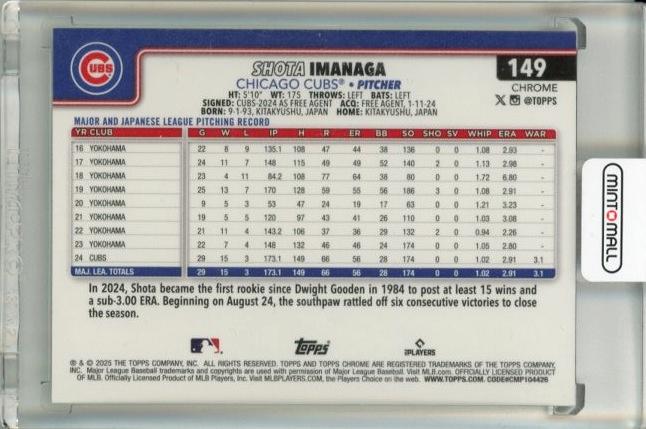 CUBS
SHOTA IMANAGA
149
CHICAGO CUBS® • PITCHER
CHROME
HT: 5'10" WT: 175 THROWS: LEFT BATS: LEFT
SIGNED: CUBS-2024 AS FREE AGENT ACQ: FREE AGENT, 1-11-24
@TOPPS
BORN: 9-1-93, KITAKYUSHU, JAPAN HOME: KITAKYUSHU, JAPAN
MAJOR AND JAPANESE LEAGUE PITCHING RECORD
YR CLUB G W L IP H R ER BB SO SHO SV WHIP ERA WAR
16 YOKOHAMA 22 8 9 135.1 108 47 44 38 136 0 0 1.08 2.93 -
17 YOKOHAMA 24 11 7 148 115 49 49 52 140 2 0 1.13 2.98 -
18 YOKOHAMA 23 4 11 84.2 108 77 64 38 80 0 0 1.72 6.80 -
19 YOKOHAMA 25 13 7 170 128 59 55 56 186 3 0 1.08 2.91 -
20 YOKOHAMA 9 5 3 53 47 24 19 17 63 0 0 1.21 3.23 -
21 YOKOHAMA 19 5 5 120 97 43 41 26 110 0 0 1.03 3.08 -
22 YOKOHAMA 21 11 4 143.2 106 37 36 29 132 2 0 0.94 2.26 -
23 YOKOHAMA 22 7 4 148 132 46 46 24 174 0 0 1.05 2.80 -
24 CUBS 29 15 3 173.1 149 66 56 28 174 0 0 1.02 2.91 3.1
MAJ. LEA. TOTALS 29 15 3 173.1 149 66 56 28 174 0 0 1.02 2.91 3.1
In 2024, Shota became the first rookie since Dwight Gooden in 1984 to post at least 15 wins and
a sub-3.00 ERA. Beginning on August 24, the southpaw rattled off six consecutive victories to close
the season.
topps
PLAYERS
® & © 2025 THE TOPPS COMPANY, INC. ALL RIGHTS RESERVED. TOPPS AND TOPPS CHROME ARE REGISTERED TRADEMARKS OF THE TOPPS COMPANY,
INC. Major League Baseball trademarks and copyrights are used with permission of Major League Baseball. Visit MLB.com. OFFICIALLY LICENSED PRODUCT
OF MLB. Officially Licensed Product of MLB Players, Inc. Visit MLBPLAYERS.COM, the Players Choice on the web. WWW.TOPPS.COM. CODE#CMP104426
MINT MALL